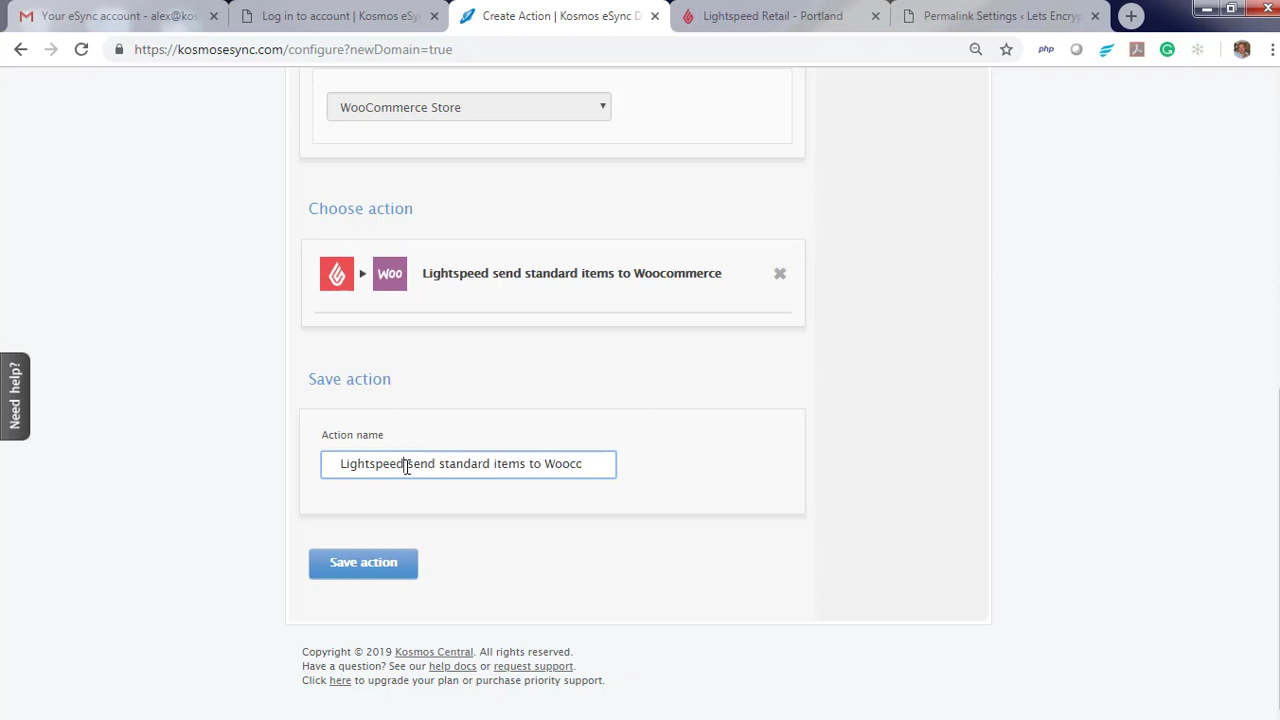 Your eSync account - alex@kos
Log in to account | Kosmos eSy
Create Action | Kosmos eSync D
Lightspeed Retail - Portland
Permalink Settings ‹ Lets Encryp
https://kosmosesync.com/configure?newDomain=true
php
WooCommerce Store
Choose action
Woo
Lightspeed send standard items to Woocommerce
Need help?
Save action
Action name
Lightspeed send standard items to Woocc
Save action
Copyright © 2019 Kosmos Central. All rights reserved.
Have a question? See our help docs or request support.
Click here to upgrade your plan or purchase priority support.